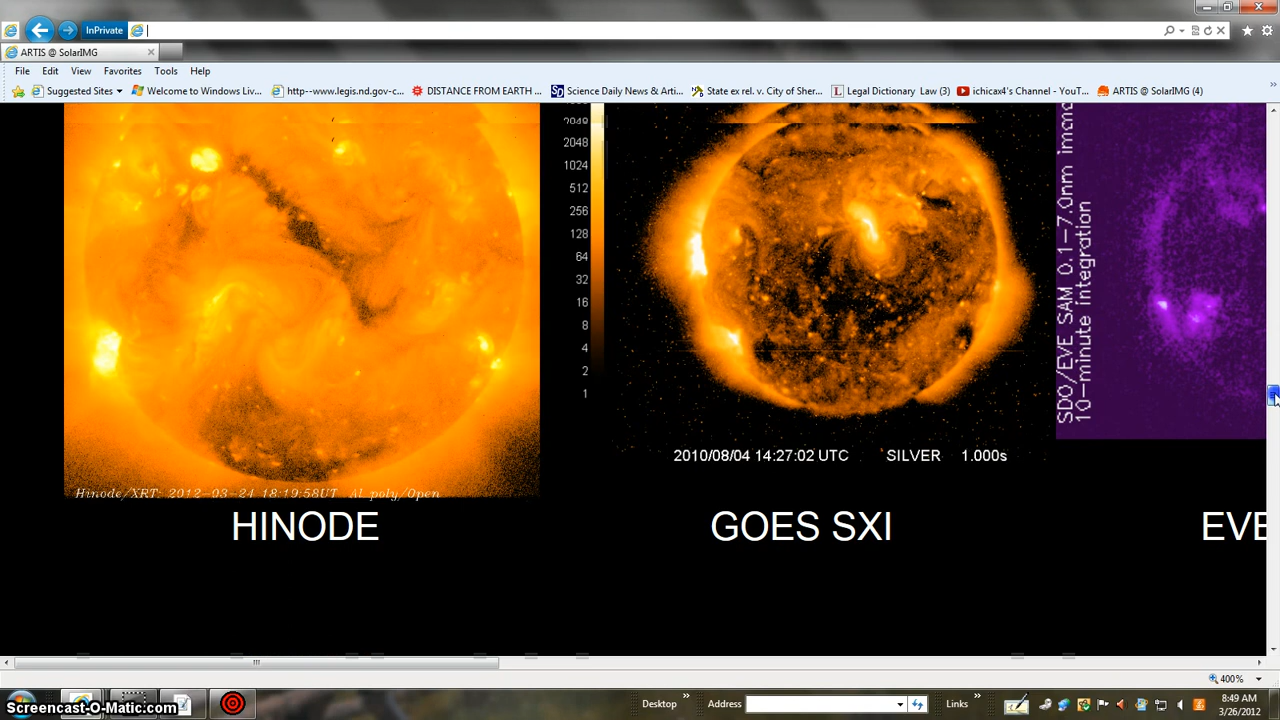 InPrivate
ARTIS @ SolarIMG
File Edit View Favorites Tools Help
Suggested Sites Welcome to Windows Liv... http--www.legis.nd.gov-c... DISTANCE FROM EARTH ... Science Daily News & Arti... State ex rel. v. City of Sher... Legal Dictionary Law (3) ichicax4's Channel - YouT... ARTIS @ SolarIMG (4)
2048
2048
1024
512
256
128
64
32
16
8
4
2
1
SDO/EVE SAM 0.1-7.0nm
10-minute integration
2010/08/04 14:27:02 UTC SILVER 1.000s
Hinode/XRT: 2012-03-24 18:19:58UT Al poly/Open
HINODE
GOES SXI
EVE
400%
Screencast-O-Matic.com
Desktop
Address
Links
8:49 AM
3/26/2012